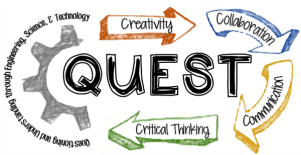 Questioning and Understanding through Engineering, Science, & Technology
QUEST
Creativity
Collaboration
Communication
Critical Thinking